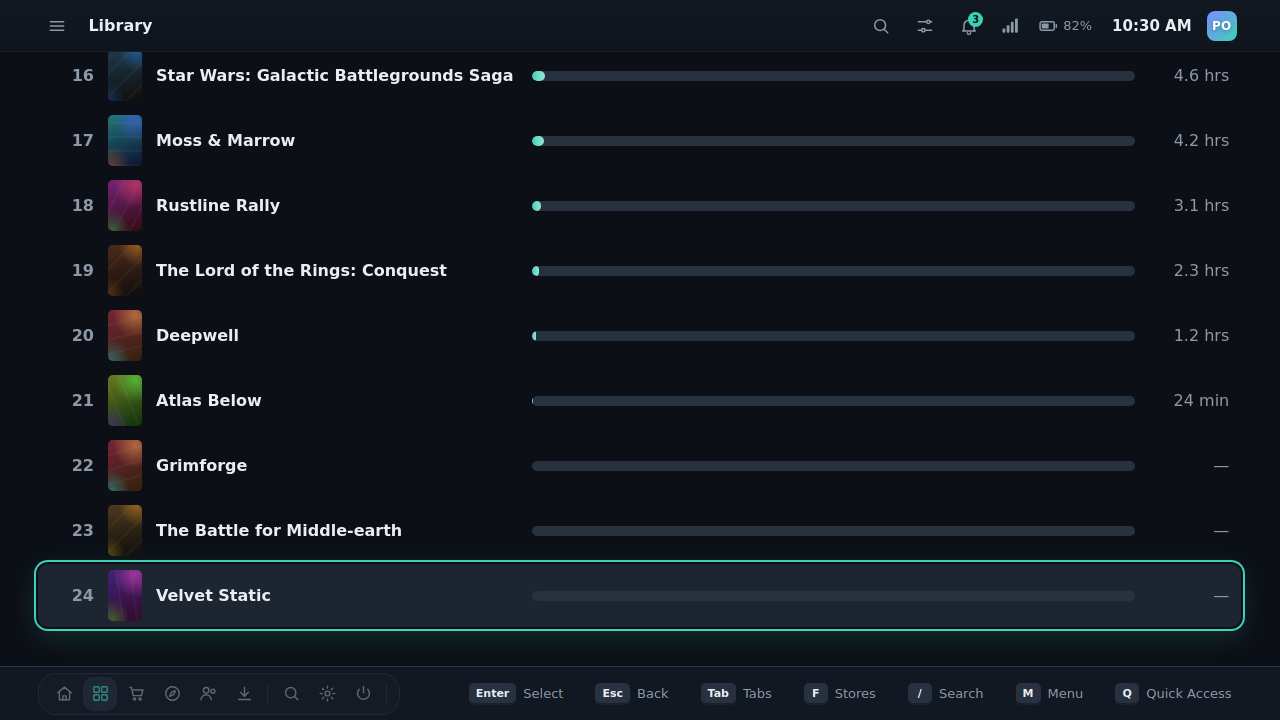 Library
3
82%
10:30 AM
PO
16 Star Wars: Galactic Battlegrounds Saga 4.6 hrs
17 Moss & Marrow 4.2 hrs
18 Rustline Rally 3.1 hrs
19 The Lord of the Rings: Conquest 2.3 hrs
20 Deepwell 1.2 hrs
21 Atlas Below 24 min
22 Grimforge —
23 The Battle for Middle-earth —
24 Velvet Static —
Enter Select Esc Back Tab Tabs F Stores / Search M Menu Q Quick Access